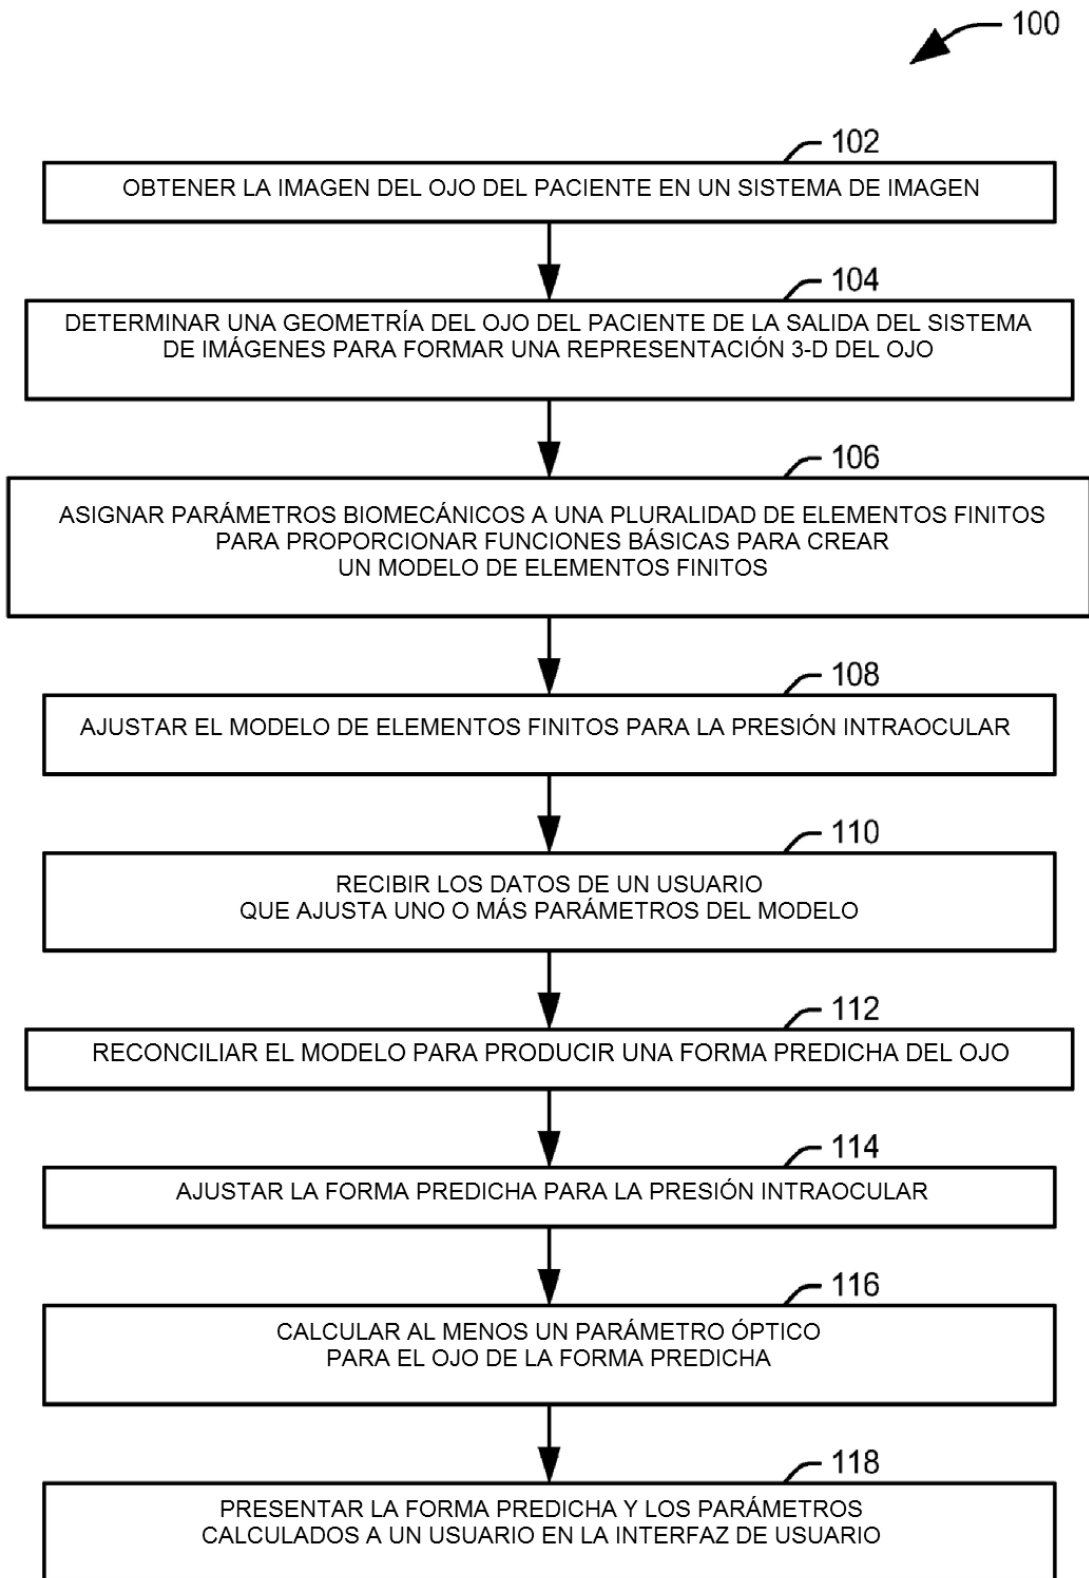 100
102
OBTENER LA IMAGEN DEL OJO DEL PACIENTE EN UN SISTEMA DE IMAGEN
104
DETERMINAR UNA GEOMETRÍA DEL OJO DEL PACIENTE DE LA SALIDA DEL SISTEMA
DE IMÁGENES PARA FORMAR UNA REPRESENTACIÓN 3-D DEL OJO
106
ASIGNAR PARÁMETROS BIOMECÁNICOS A UNA PLURALIDAD DE ELEMENTOS FINITOS
PARA PROPORCIONAR FUNCIONES BÁSICAS PARA CREAR
UN MODELO DE ELEMENTOS FINITOS
108
AJUSTAR EL MODELO DE ELEMENTOS FINITOS PARA LA PRESIÓN INTRAOCULAR
110
RECIBIR LOS DATOS DE UN USUARIO
QUE AJUSTA UNO O MÁS PARÁMETROS DEL MODELO
112
RECONCILIAR EL MODELO PARA PRODUCIR UNA FORMA PREDICHA DEL OJO
114
AJUSTAR LA FORMA PREDICHA PARA LA PRESIÓN INTRAOCULAR
116
CALCULAR AL MENOS UN PARÁMETRO ÓPTICO
PARA EL OJO DE LA FORMA PREDICHA
118
PRESENTAR LA FORMA PREDICHA Y LOS PARÁMETROS
CALCULADOS A UN USUARIO EN LA INTERFAZ DE USUARIO